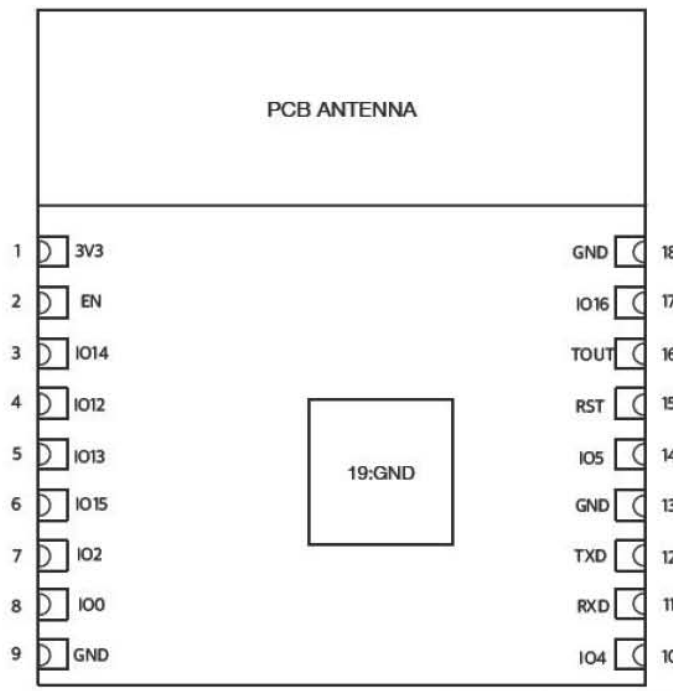 PCB ANTENNA
1 3V3 GND 18
2 EN IO16 17
3 IO14 TOUT 16
4 IO12 RST 15
5 IO13 IO5 14
19:GND
6 IO15 GND 13
7 IO2 TXD 12
8 IO0 RXD 11
9 GND IO4 10